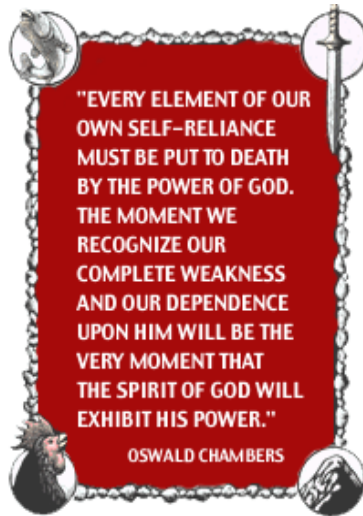 "EVERY ELEMENT OF OUR
OWN SELF-RELIANCE
MUST BE PUT TO DEATH
BY THE POWER OF GOD.
THE MOMENT WE
RECOGNIZE OUR
COMPLETE WEAKNESS
AND OUR DEPENDENCE
UPON HIM WILL BE THE
VERY MOMENT THAT
THE SPIRIT OF GOD WILL
EXHIBIT HIS POWER."
OSWALD CHAMBERS